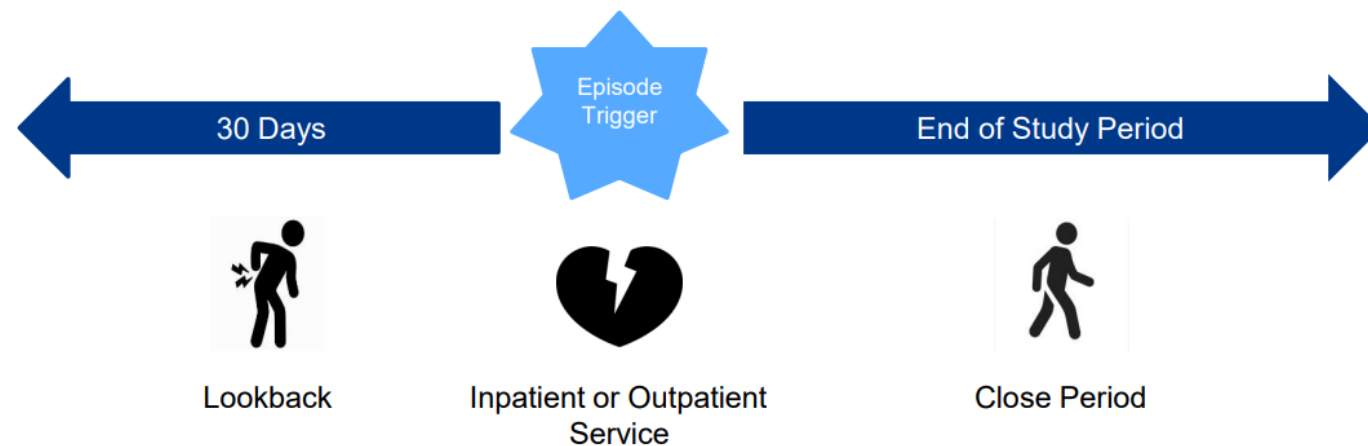 Episode
Trigger
30 Days
End of Study Period
Lookback
Inpatient or Outpatient
Service
Close Period